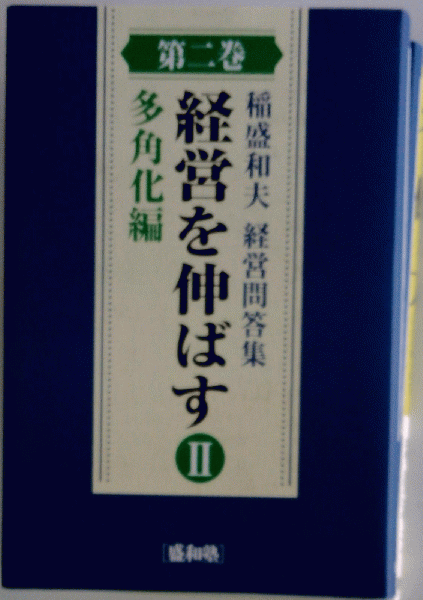 第二巻
稲盛和夫 経営問答集
経営を伸ばす
II
多角化編
[盛和塾]